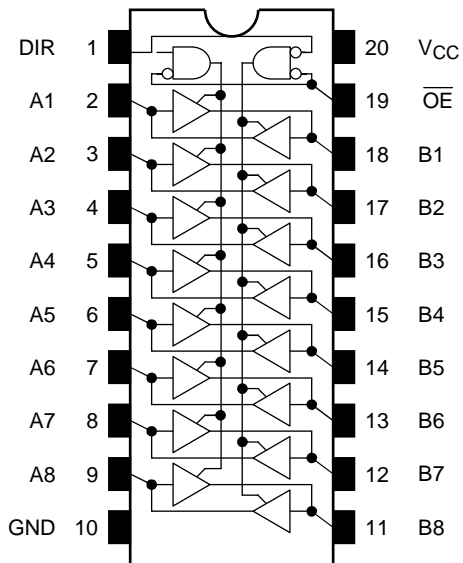 DIR 1 20 VCC
A1 2 19 OE
A2 3 18 B1
A3 4 17 B2
A4 5 16 B3
A5 6 15 B4
A6 7 14 B5
A7 8 13 B6
A8 9 12 B7
GND 10 11 B8